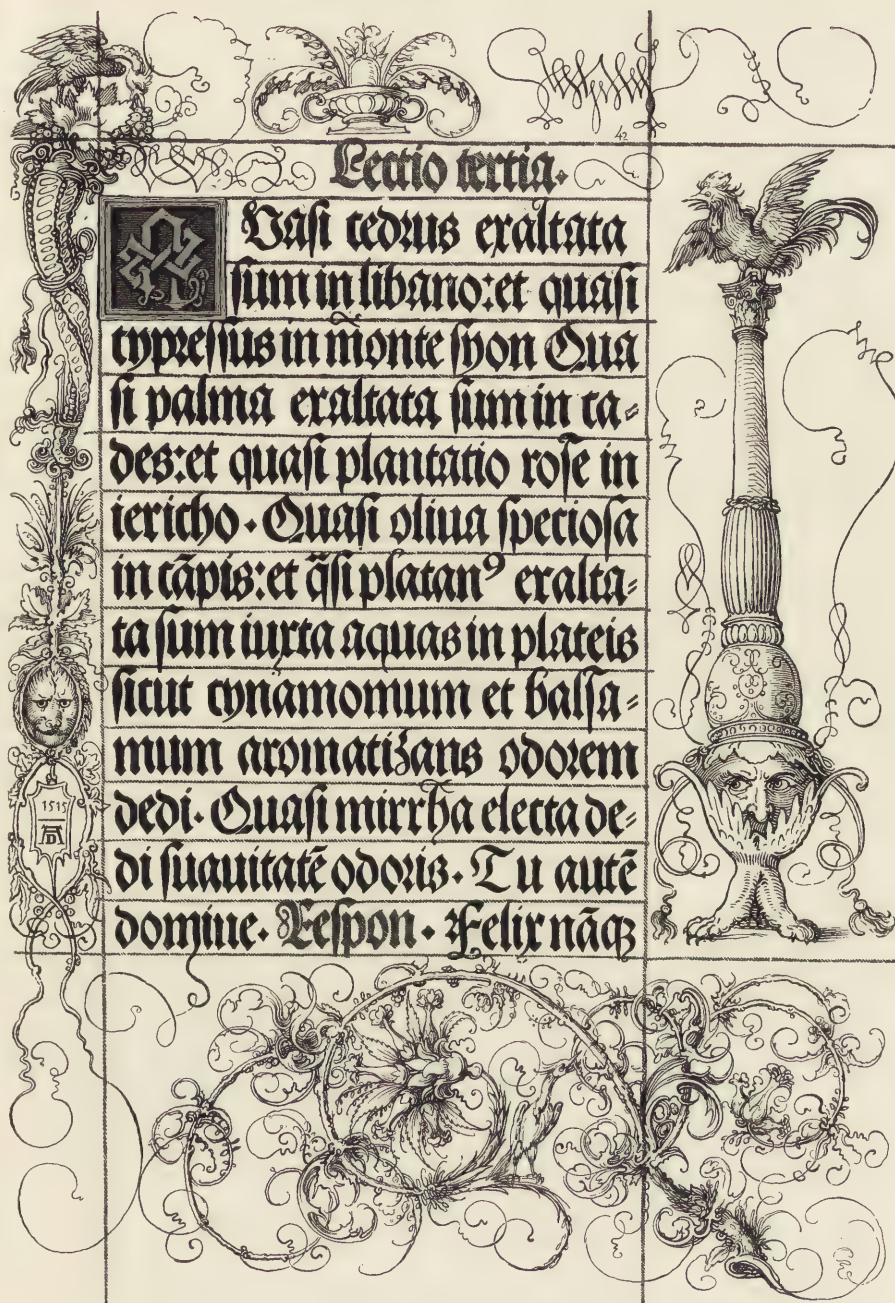 42
Lectio tertia.
QUasi cedrus exaltata
sum in libano: et quasi
cypressus in mõnte syon Qua
si palma exaltata sum in ca⸗
des: et quasi plantatio rose in
iericho. Quasi oliua speciosa
in cãpis: et q̃si platanꝰ exalta⸗
ta sum iuxta aquas in plateis
sicut cynamomum et balsa⸗
mum aromatizans odorem
dedi. Quasi mirrha electa de⸗
di suauitatẽ odoris. Tu autẽ
domine. Respon. Felix nãqꝫ
1515
AD